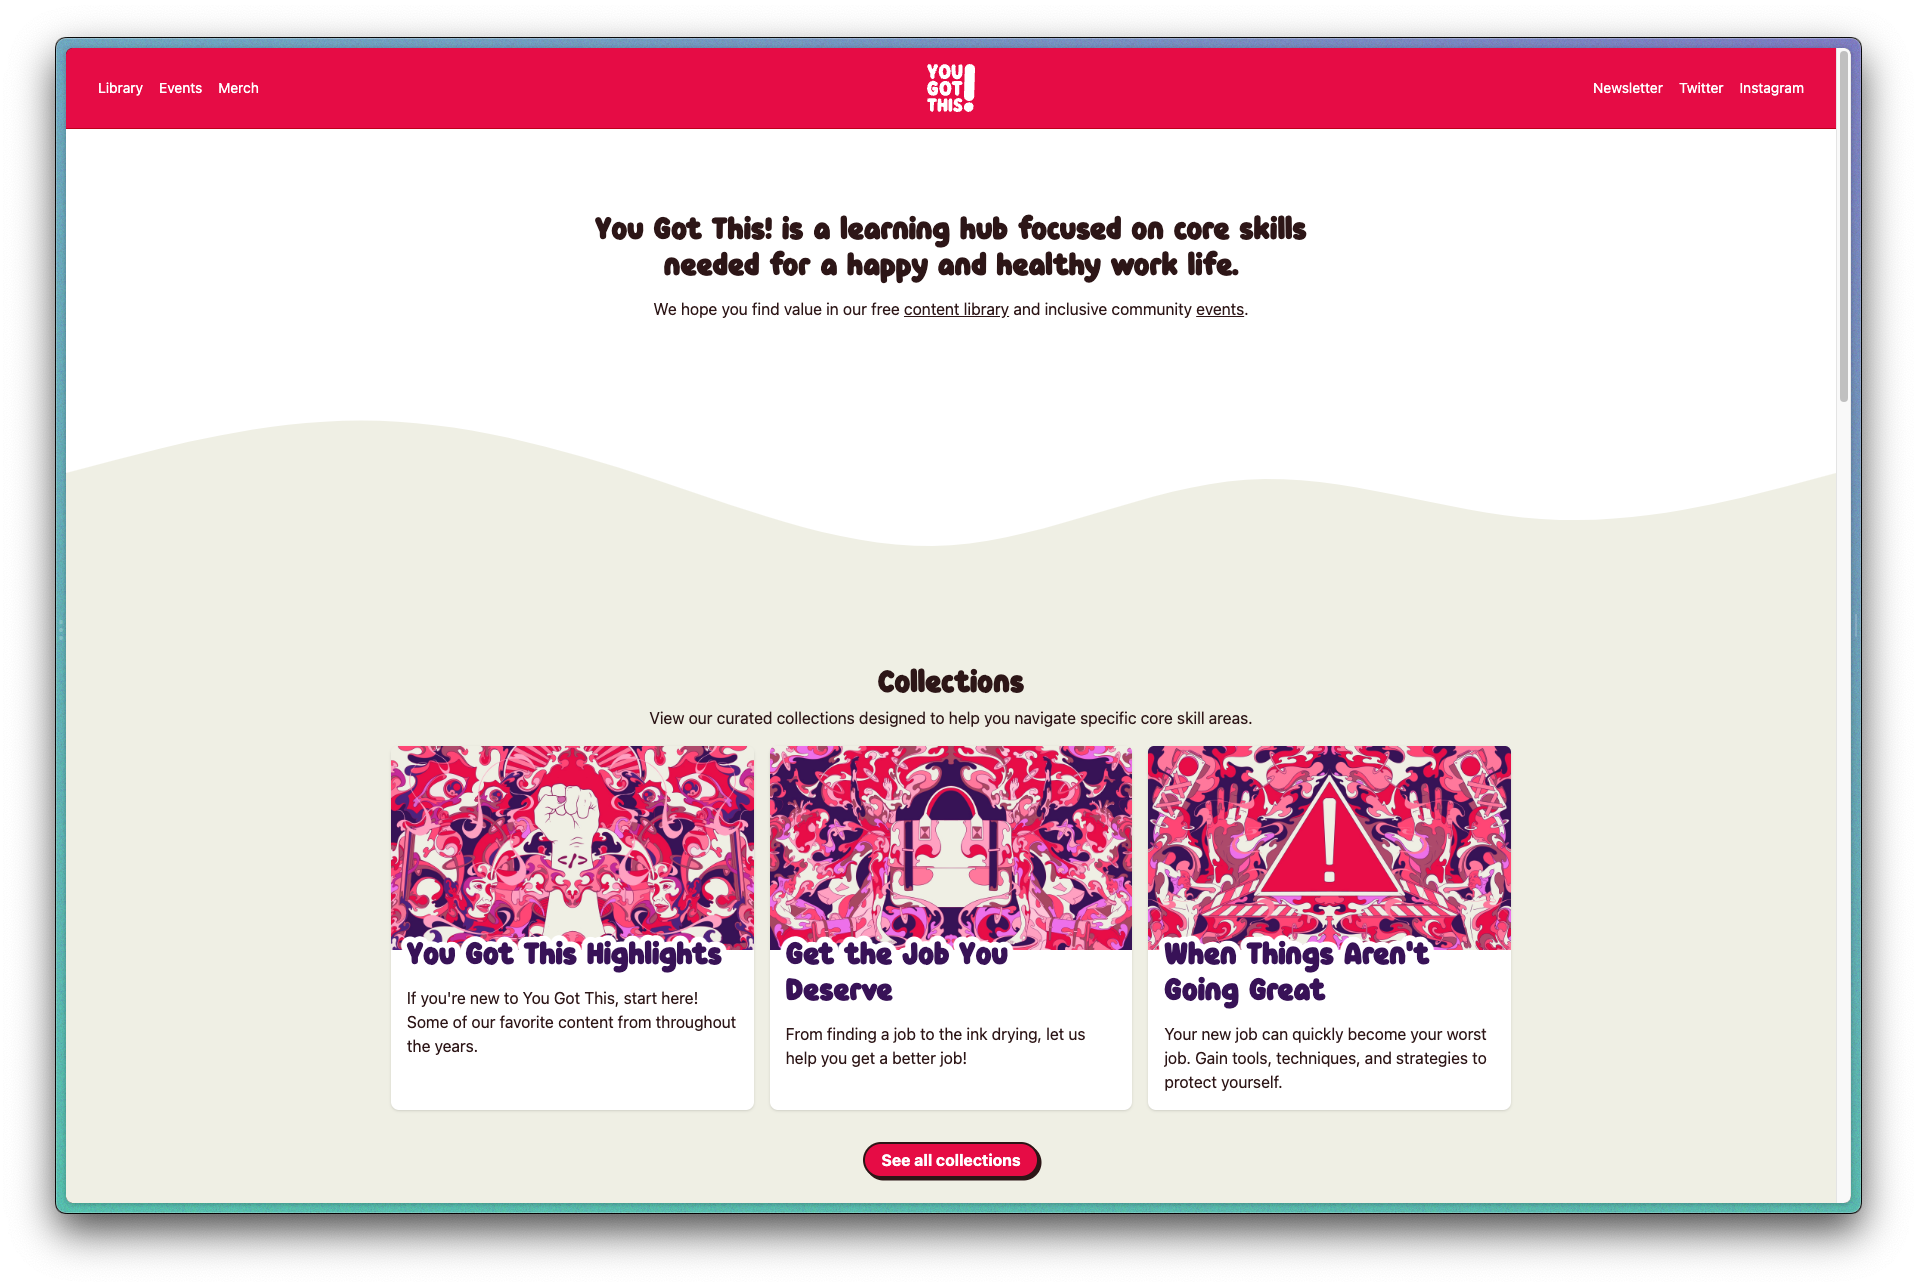 Library Events Merch
YOU
GOT
THIS!
Newsletter Twitter Instagram
You Got This! is a learning hub focused on core skills
needed for a happy and healthy work life.
We hope you find value in our free content library and inclusive community events.
Collections
View our curated collections designed to help you navigate specific core skill areas.
</>
!
You Got This Highlights
If you're new to You Got This, start here!
Some of our favorite content from throughout
the years.
Get the Job You
Deserve
From finding a job to the ink drying, let us
help you get a better job!
When Things Aren't
Going Great
Your new job can quickly become your worst
job. Gain tools, techniques, and strategies to
protect yourself.
See all collections